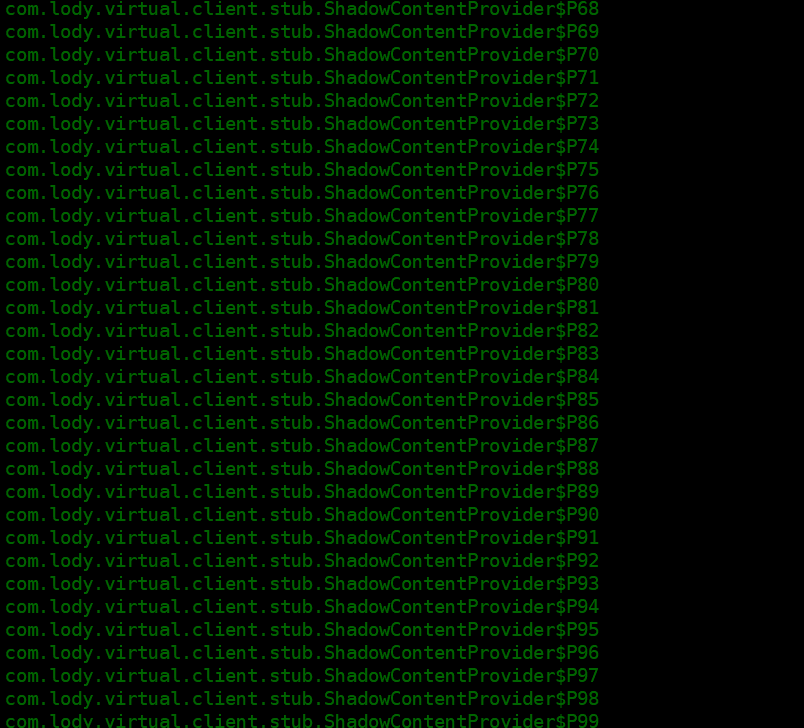 com.lody.virtual.client.stub.ShadowContentProvider$P68
com.lody.virtual.client.stub.ShadowContentProvider$P69
com.lody.virtual.client.stub.ShadowContentProvider$P70
com.lody.virtual.client.stub.ShadowContentProvider$P71
com.lody.virtual.client.stub.ShadowContentProvider$P72
com.lody.virtual.client.stub.ShadowContentProvider$P73
com.lody.virtual.client.stub.ShadowContentProvider$P74
com.lody.virtual.client.stub.ShadowContentProvider$P75
com.lody.virtual.client.stub.ShadowContentProvider$P76
com.lody.virtual.client.stub.ShadowContentProvider$P77
com.lody.virtual.client.stub.ShadowContentProvider$P78
com.lody.virtual.client.stub.ShadowContentProvider$P79
com.lody.virtual.client.stub.ShadowContentProvider$P80
com.lody.virtual.client.stub.ShadowContentProvider$P81
com.lody.virtual.client.stub.ShadowContentProvider$P82
com.lody.virtual.client.stub.ShadowContentProvider$P83
com.lody.virtual.client.stub.ShadowContentProvider$P84
com.lody.virtual.client.stub.ShadowContentProvider$P85
com.lody.virtual.client.stub.ShadowContentProvider$P86
com.lody.virtual.client.stub.ShadowContentProvider$P87
com.lody.virtual.client.stub.ShadowContentProvider$P88
com.lody.virtual.client.stub.ShadowContentProvider$P89
com.lody.virtual.client.stub.ShadowContentProvider$P90
com.lody.virtual.client.stub.ShadowContentProvider$P91
com.lody.virtual.client.stub.ShadowContentProvider$P92
com.lody.virtual.client.stub.ShadowContentProvider$P93
com.lody.virtual.client.stub.ShadowContentProvider$P94
com.lody.virtual.client.stub.ShadowContentProvider$P95
com.lody.virtual.client.stub.ShadowContentProvider$P96
com.lody.virtual.client.stub.ShadowContentProvider$P97
com.lody.virtual.client.stub.ShadowContentProvider$P98
com.lody.virtual.client.stub.ShadowContentProvider$P99